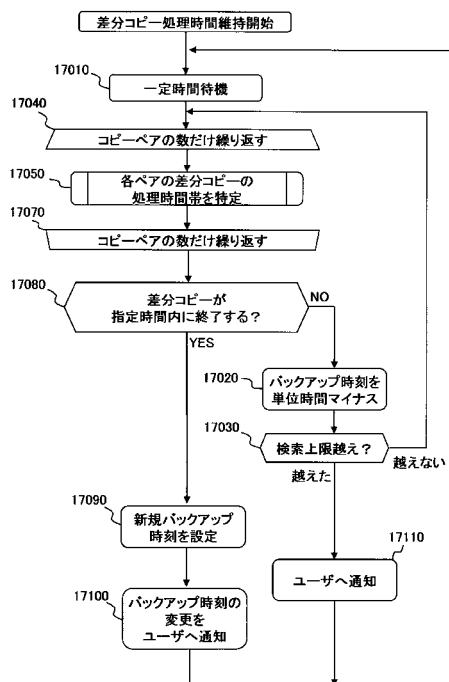 差分コピー処理時間維持開始
17010
一定時間待機
17040
コピーペアの数だけ繰り返す
17050
各ペアの差分コピーの
処理時間帯を特定
17070
コピーペアの数だけ繰り返す
17080
差分コピーが
指定時間内に終了する?
NO
YES
17020
バックアップ時刻を
単位時間マイナス
17030
検索上限越え?
越えない
越えた
17090
新規バックアップ
時刻を設定
17110
ユーザへ通知
17100
バックアップ時刻の
変更を
ユーザへ通知